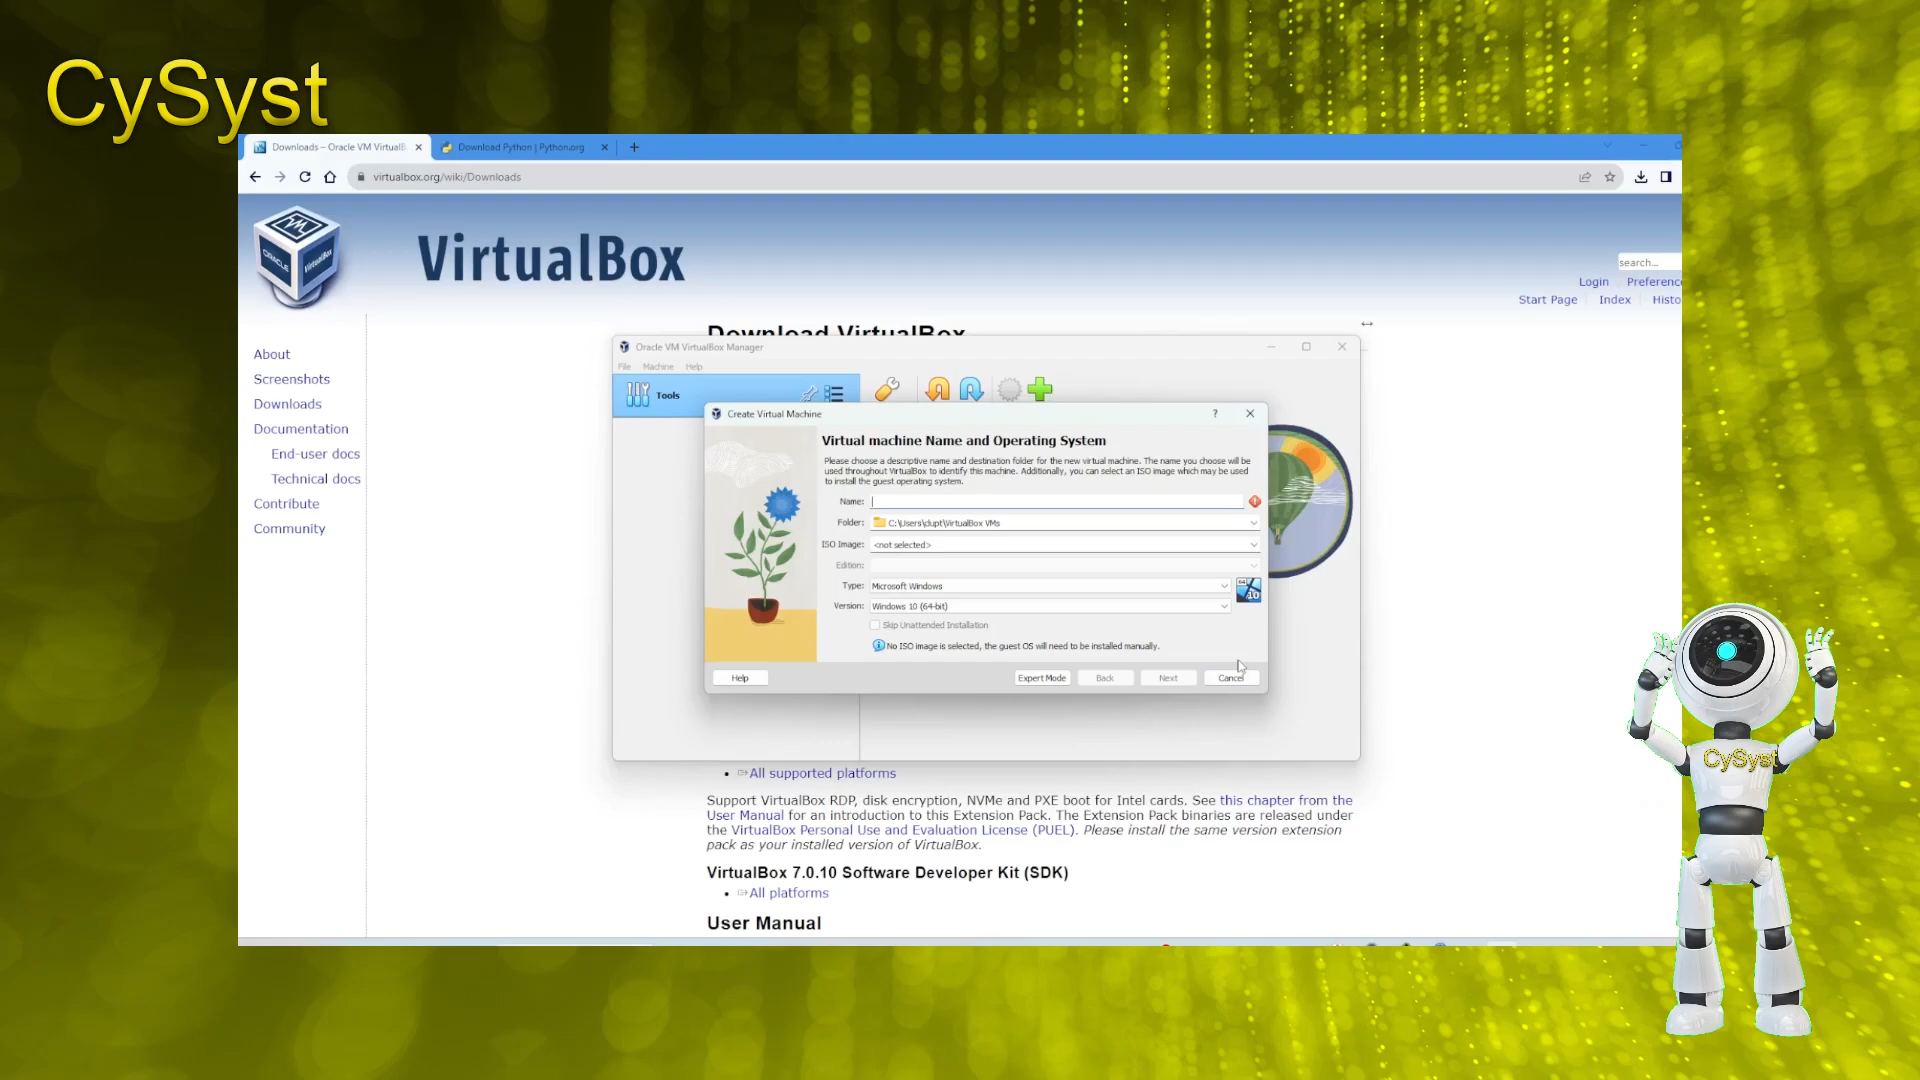 CySyst
Downloads – Oracle VM VirtualB
Download Python | Python.org
virtualbox.org/wiki/Downloads
ORACLE
VirtualBox
VirtualBox
search...
Login
Preference
Start Page
Index
Histo
About
Screenshots
Downloads
Documentation
End-user docs
Technical docs
Contribute
Community
Download VirtualBox
Oracle VM VirtualBox Manager
File
Machine
Help
Tools
Create Virtual Machine
?
Virtual machine Name and Operating System
Please choose a descriptive name and destination folder for the new virtual machine. The name you choose will be
used throughout VirtualBox to identify this machine. Additionally, you can select an ISO image which may be used
to install the guest operating system.
Name:
Folder: C:\Users\dupt\VirtualBox VMs
ISO Image: <not selected>
Edition:
Type: Microsoft Windows
64
10
Version: Windows 10 (64-bit)
Skip Unattended Installation
No ISO image is selected, the guest OS will need to be installed manually.
Help
Expert Mode
Back
Next
Cancel
All supported platforms
Support VirtualBox RDP, disk encryption, NVMe and PXE boot for Intel cards. See this chapter from the
User Manual for an introduction to this Extension Pack. The Extension Pack binaries are released under
the VirtualBox Personal Use and Evaluation License (PUEL). Please install the same version extension
pack as your installed version of VirtualBox.
VirtualBox 7.0.10 Software Developer Kit (SDK)
All platforms
User Manual
CySyst